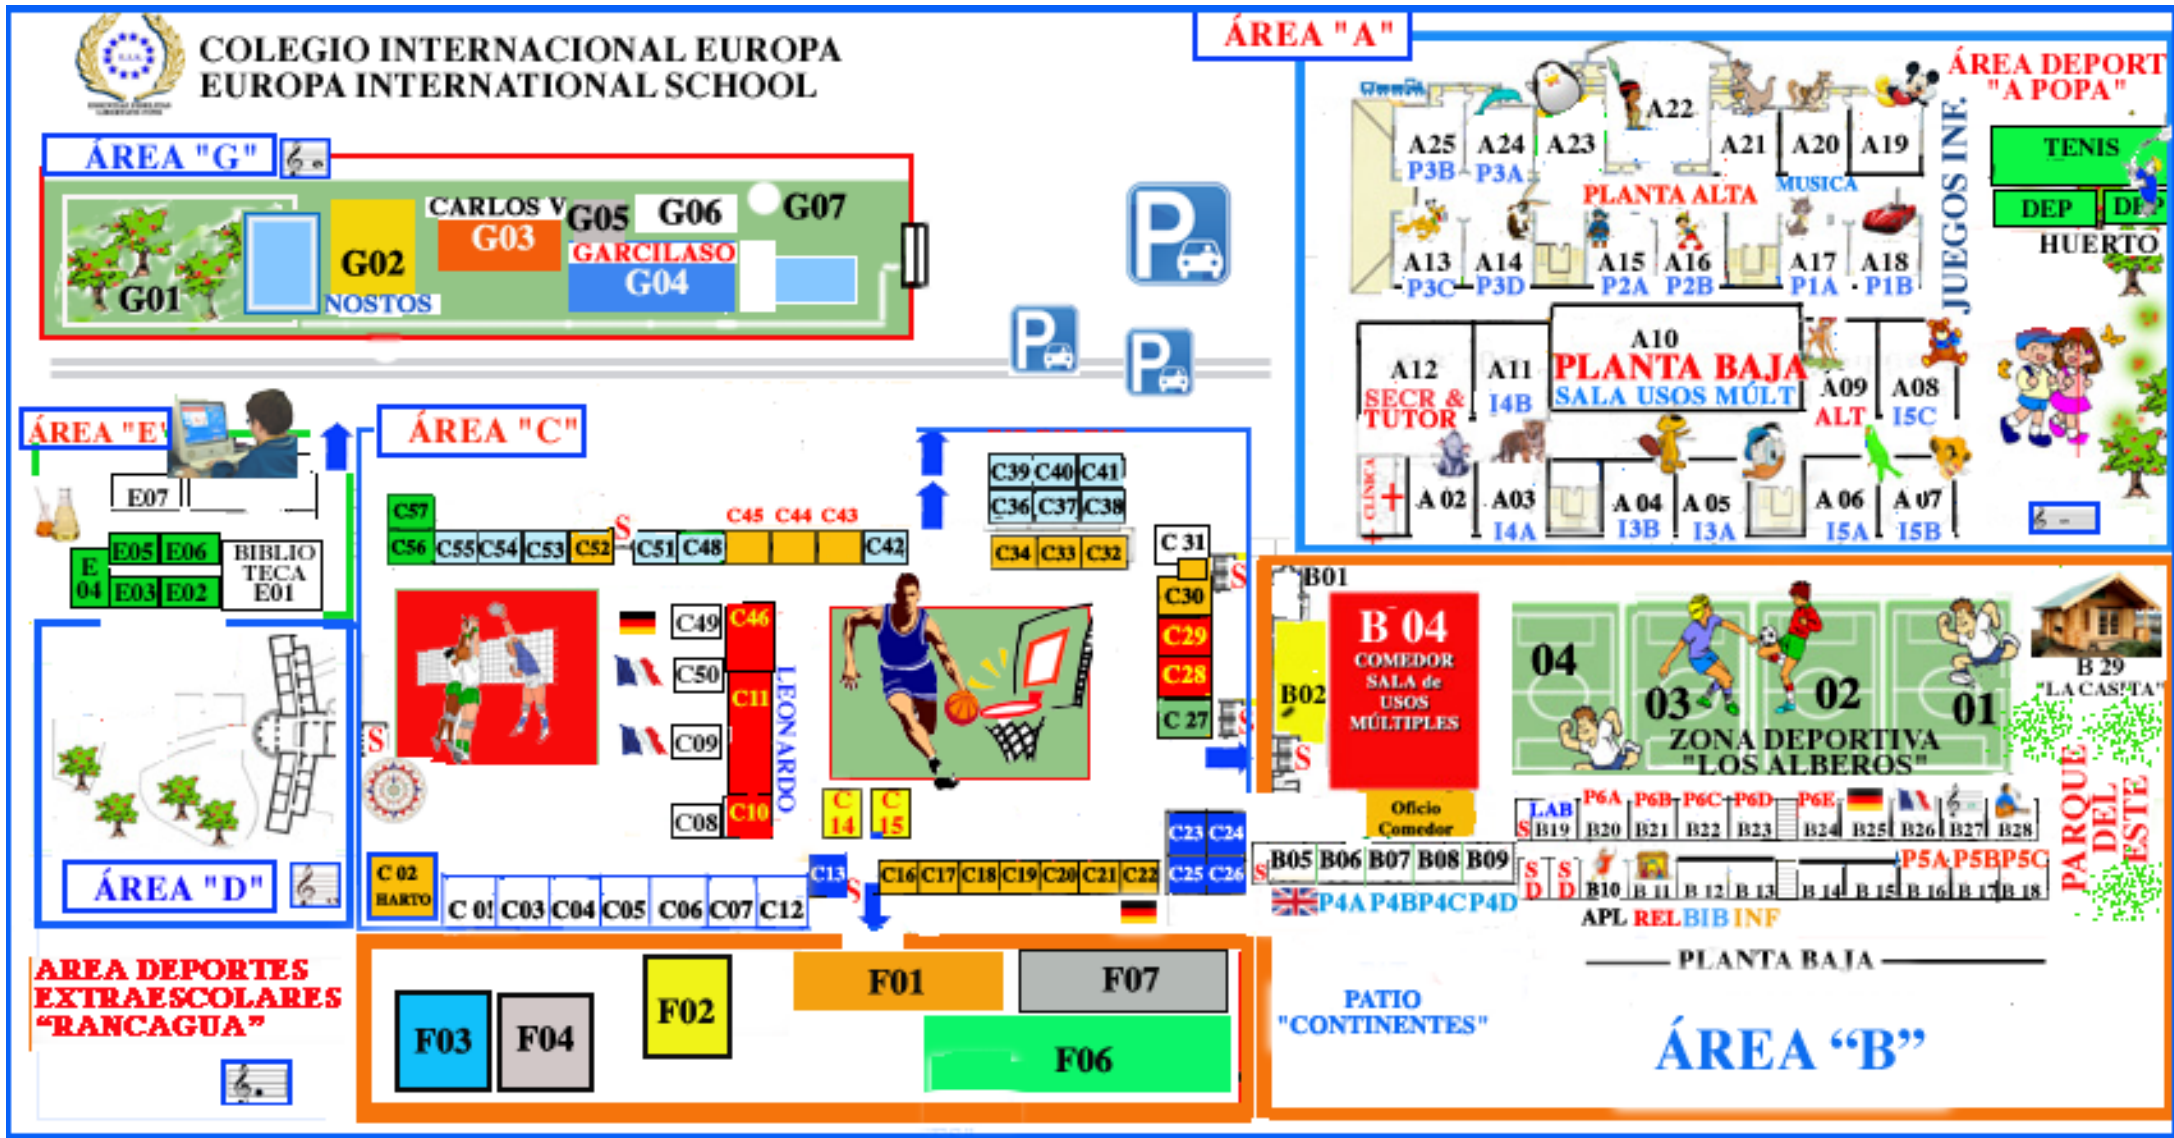 COLEGIO INTERNACIONAL EUROPA
EUROPA INTERNATIONAL SCHOOL
ÁREA "G"
G01
G02
NOSTOS
CARLOS V
G03
G05
G06
G07
GARCILASO
G04
P
P
P
ÁREA "A"
A25
P3B
A24
P3A
A23
A22
A21
A20
A19
PLANTA ALTA
MUSICA
A13
P3C
A14
P3D
A15
P2A
A16
P2B
A17
P1A
A18
P1B
JUEGOS INF.
A12
SECR &
TUTOR
A11
I4B
A10
PLANTA BAJA
SALA USOS MÚLT
A09
ALT
A08
I5C
CLÍNICA
A 02
A03
I4A
A 04
I3B
A 05
I3A
A 06
I5A
A 07
I5B
ÁREA DEPORT
"A POPA"
TENIS
DEP
DEP
HUERTO
ÁREA "E"
E07
E05 E06
E
04
E03 E02
BIBLIO
TECA
E01
ÁREA "C"
C57
C56 C55 C54 C53 C52
S
C51 C48
C45 C44 C43
C42
C39 C40 C41
C36 C37 C38
C34 C33 C32
C 31
C30
C29
C28
C 27
S
S
C49
C50
C09
C08
C46
C11
C10
LEONARDO
S
C
14
C
15
C23 C24
C25 C26
C 02
HARTO
C03 C04 C05 C06 C07 C12
C13
S
C16 C17 C18 C19 C20 C21 C22
ÁREA "D"
AREA DEPORTES
EXTRAESCOLARES
“RANCAGUA”
F03
F04
F02
F01
F07
F06
B01
B02
S
B 04
COMEDOR
SALA de
USOS
MÚLTIPLES
Oficio
Comedor
04
03
02
01
ZONA DEPORTIVA
"LOS ALBEROS"
B 29
"LA CASITA"
PARQUE
DEL
ESTE
LAB P6A P6B P6C P6D P6E
S B19 B20 B21 B22 B23 B24 B25 B26 B27 B28
S B05 B06 B07 B08 B09
P4A P4B P4C P4D
S
D
S
D
P5A P5B P5C
B10 B 11 B 12 B 13 B 14 B 15 B 16 B 17 B 18
APL REL BIB INF
PLANTA BAJA
PATIO
"CONTINENTES"
ÁREA “B”